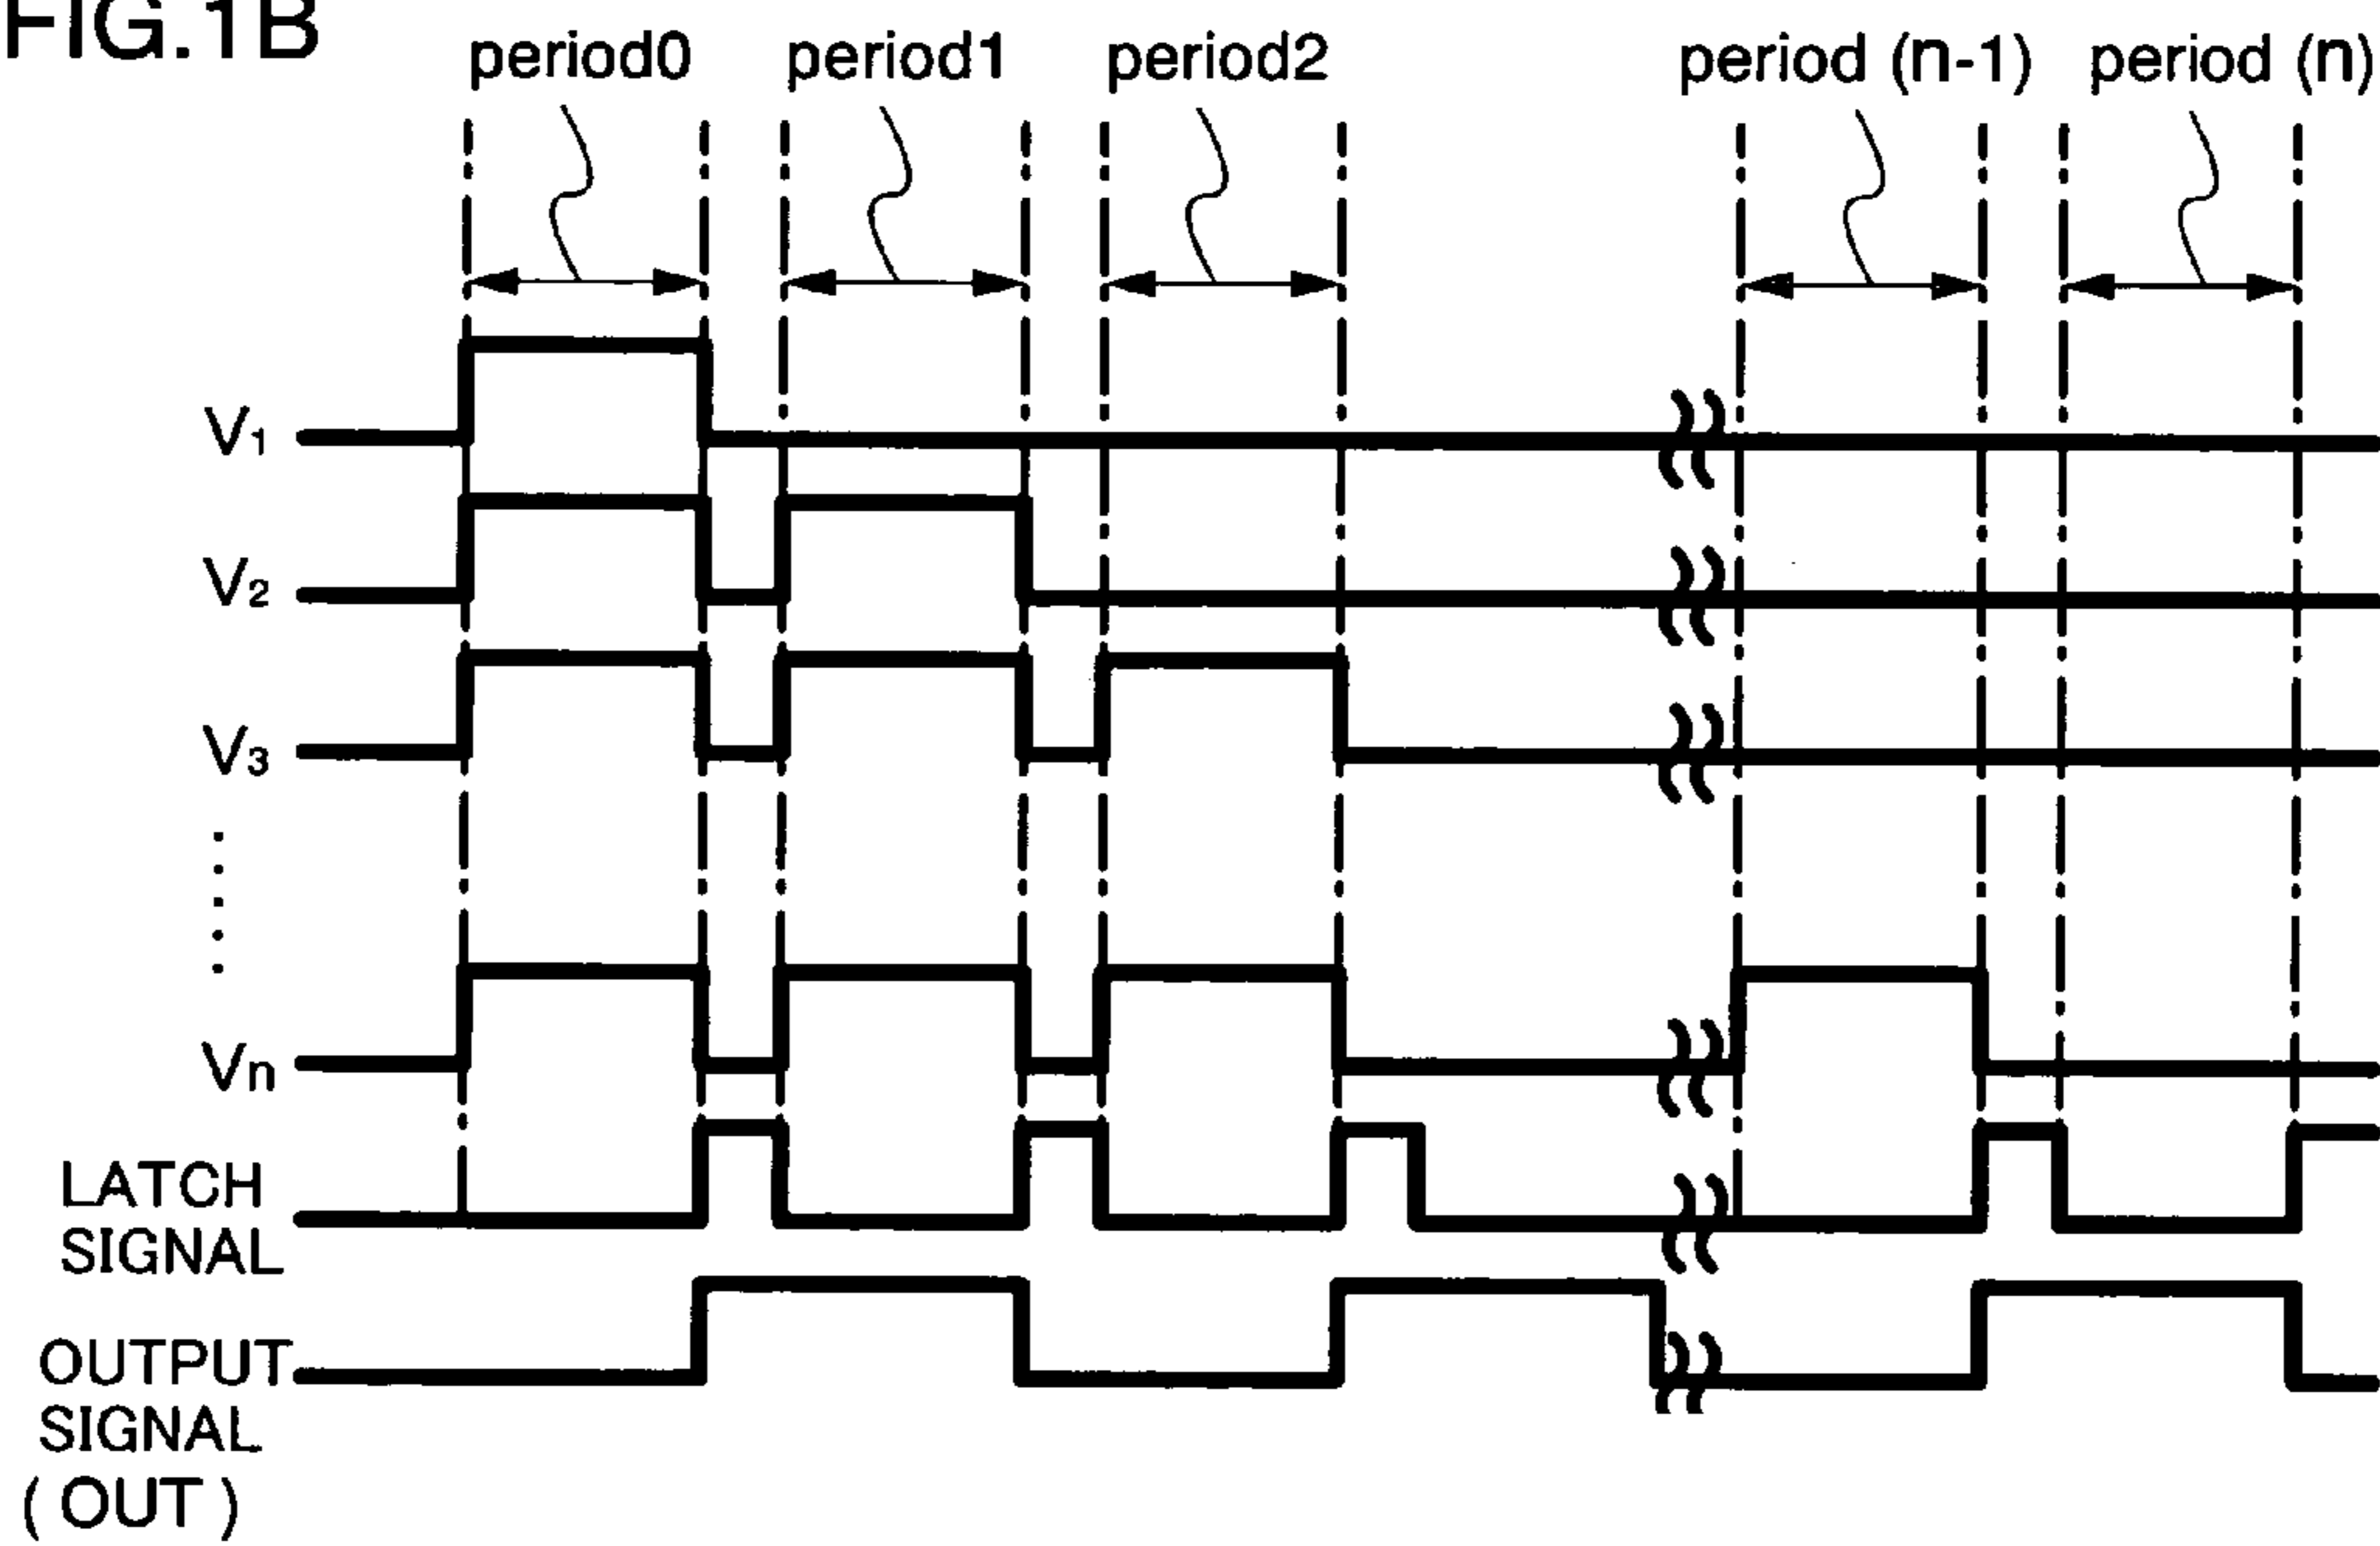 FIG.1B
period0 period1 period2 period (n-1) period (n)
V1
V2
V3
Vn
LATCH
SIGNAL
OUTPUT
SIGNAL
( OUT )